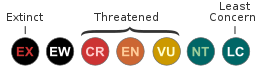 Extinct
Threatened
Least
Concern
EX EW CR EN VU NT LC